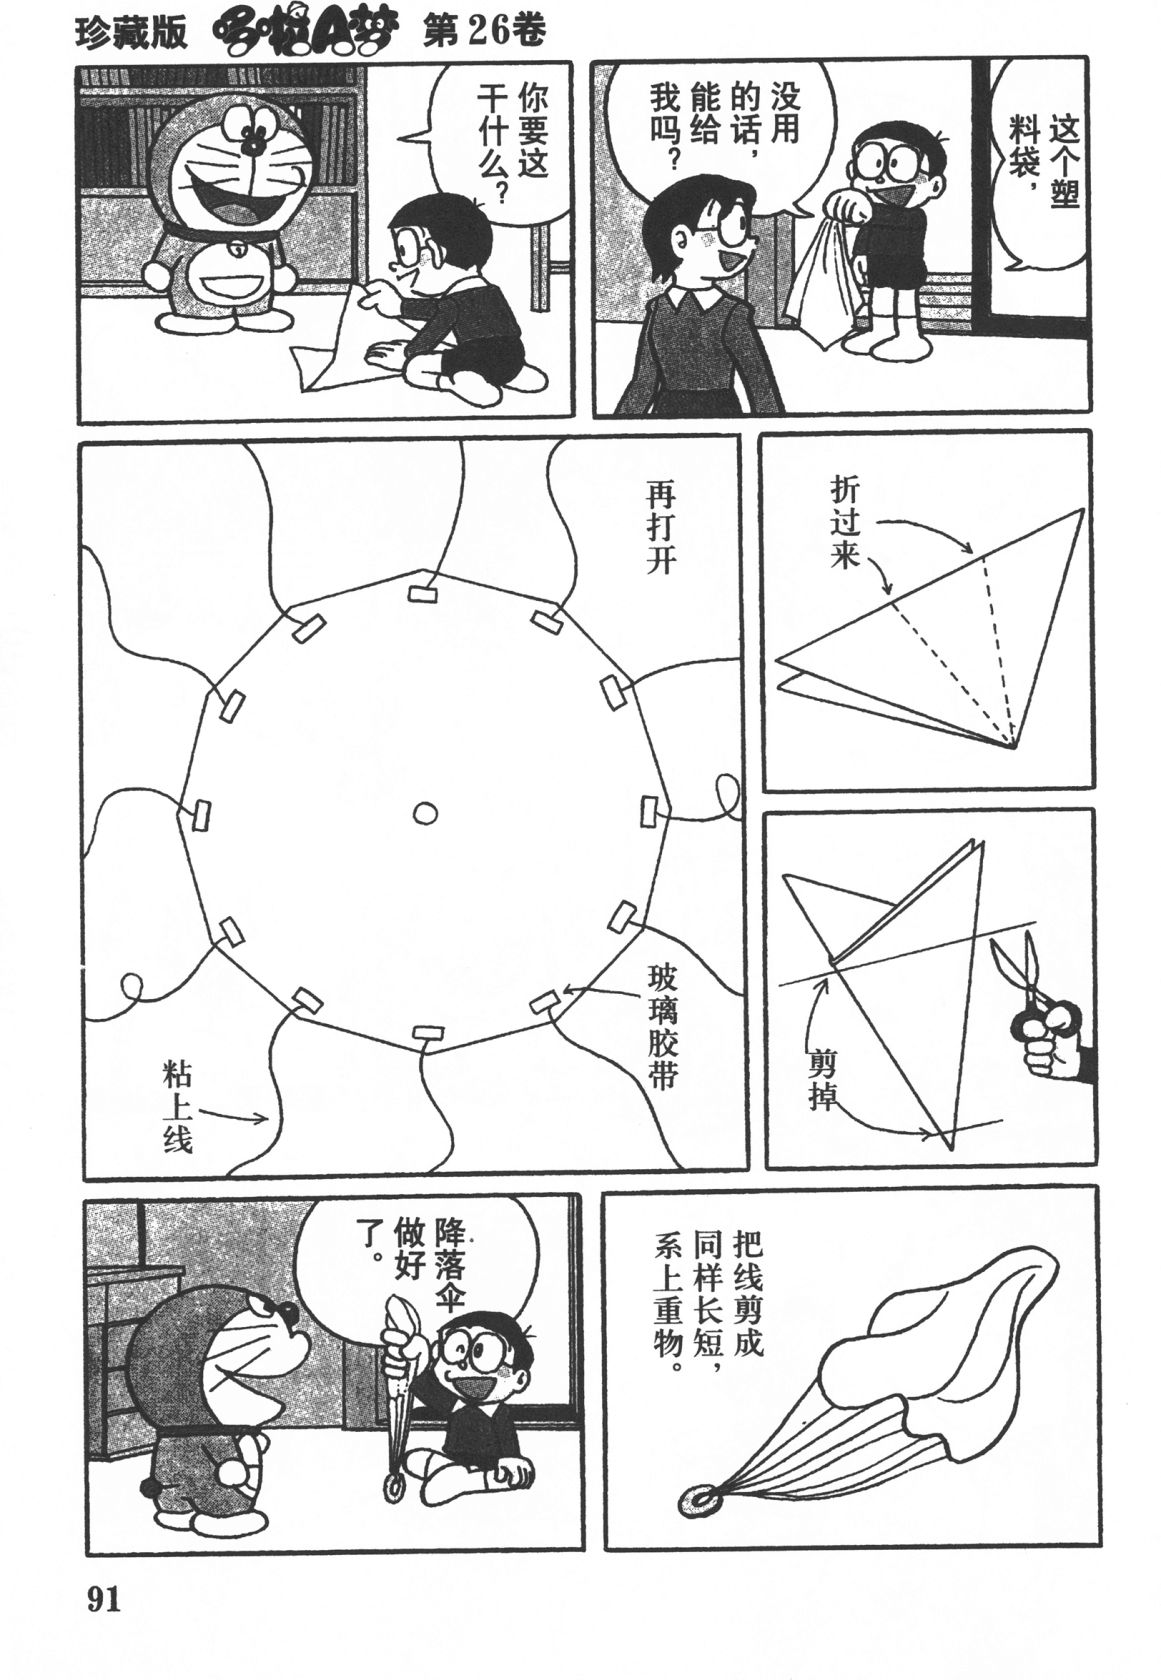 珍藏版 哆啦A梦 第26卷
这个塑
料袋，
没用
的话，
能给
我吗？
你要这
干什么？
折过来
剪掉
再打开
玻璃胶带
粘上线
把线剪成
同样长短，
系上重物。
降落伞
做好
了。
91